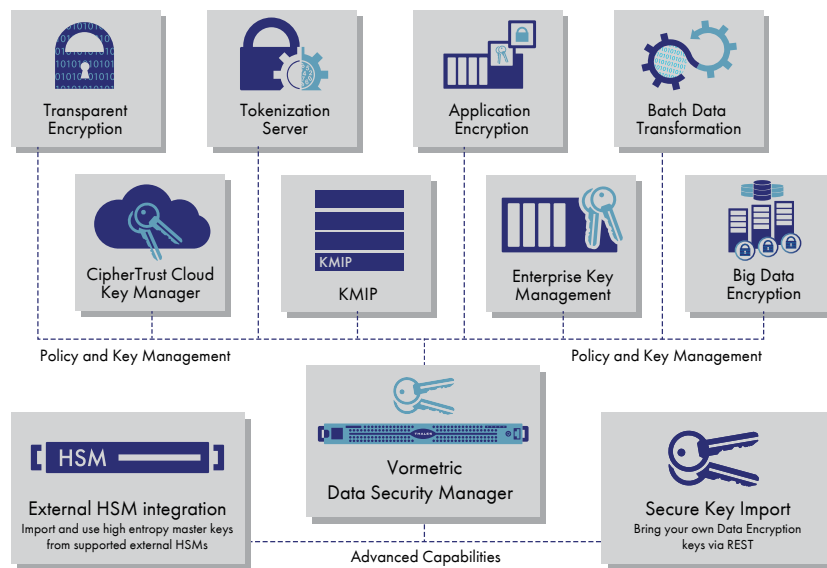 Transparent
Encryption
Tokenization
Server
Application
Encryption
Batch Data
Transformation
CipherTrust Cloud
Key Manager
KMIP
KMIP
Enterprise Key
Management
Big Data
Encryption
Policy and Key Management
Policy and Key Management
THALES
Vormetric
Data Security Manager
HSM
External HSM integration
Import and use high entropy master keys
from supported external HSMs
Secure Key Import
Bring your own Data Encryption
keys via REST
Advanced Capabilities